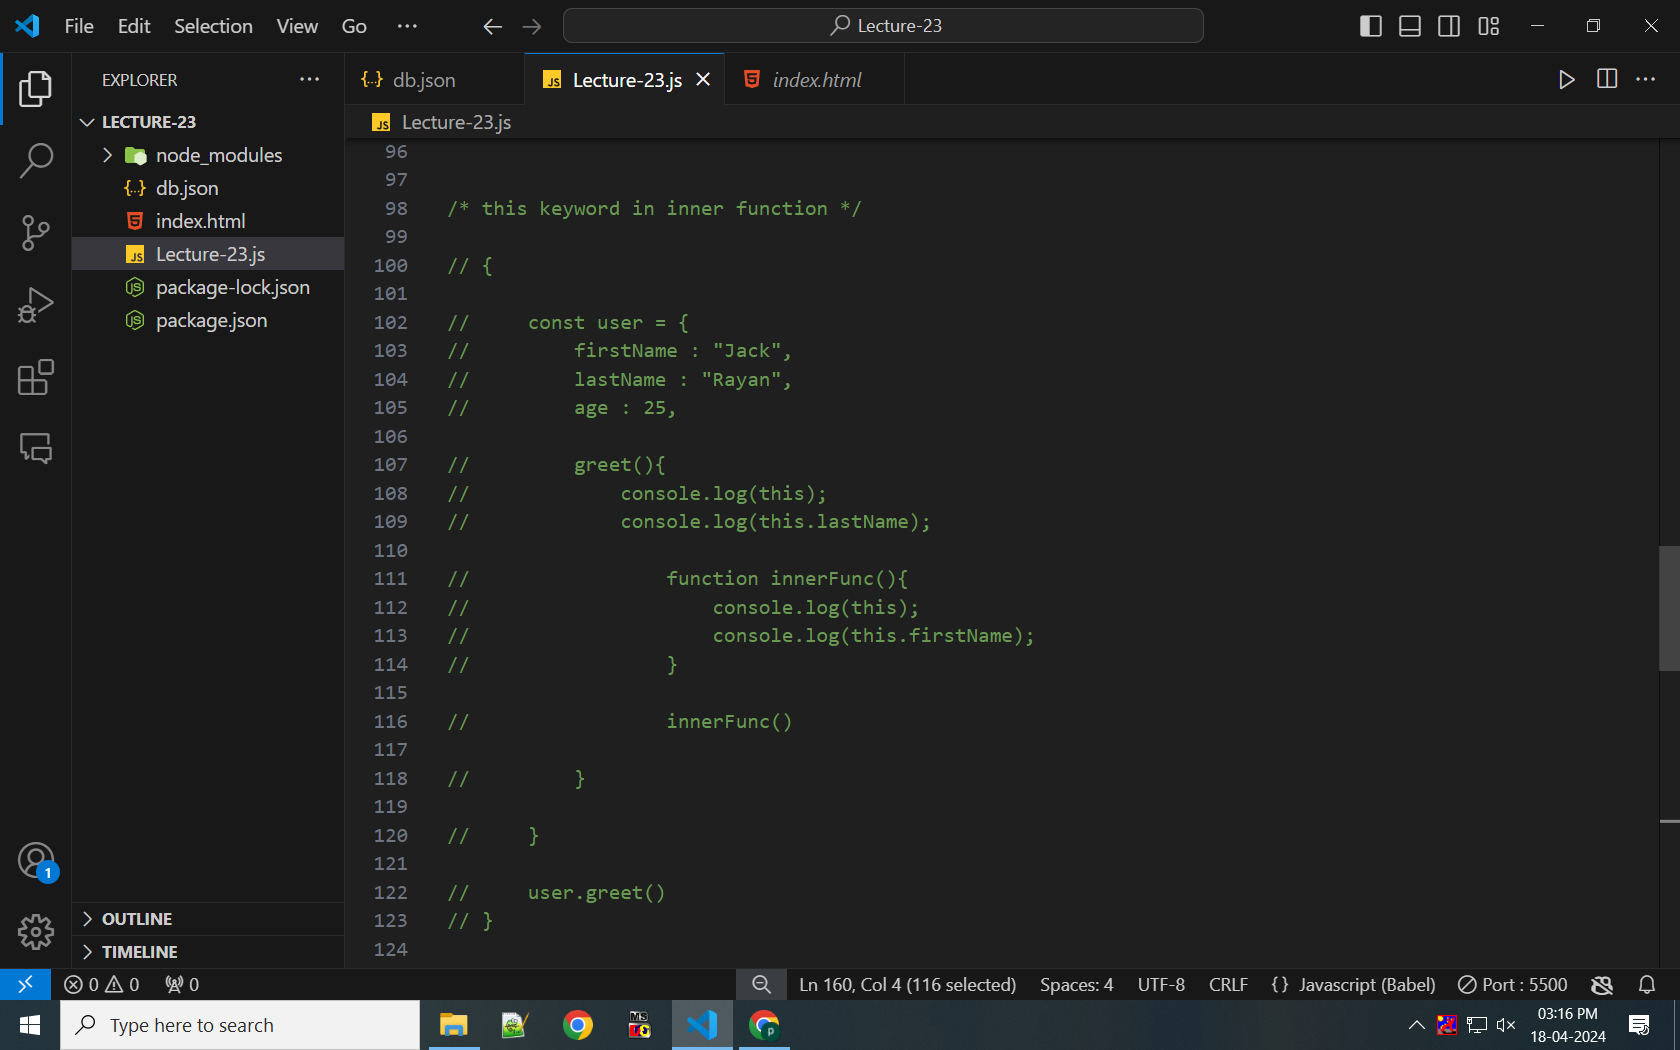 File Edit Selection View Go ··· Lecture-23
EXPLORER ···
LECTURE-23
node_modules
db.json
index.html
Lecture-23.js
package-lock.json
package.json
OUTLINE
TIMELINE
1
db.json Lecture-23.js index.html
Lecture-23.js
96
97
98 /* this keyword in inner function */
99
100 // {
101
102 //     const user = {
103 //         firstName : "Jack",
104 //         lastName : "Rayan",
105 //         age : 25,
106
107 //         greet(){
108 //             console.log(this);
109 //             console.log(this.lastName);
110
111 //                 function innerFunc(){
112 //                     console.log(this);
113 //                     console.log(this.firstName);
114 //                 }
115
116 //                 innerFunc()
117
118 //         }
119
120 //     }
121
122 //     user.greet()
123 // }
124
0 0 0 Ln 160, Col 4 (116 selected) Spaces: 4 UTF-8 CRLF {} Javascript (Babel) Port : 5500
Type here to search
03:16 PM
18-04-2024